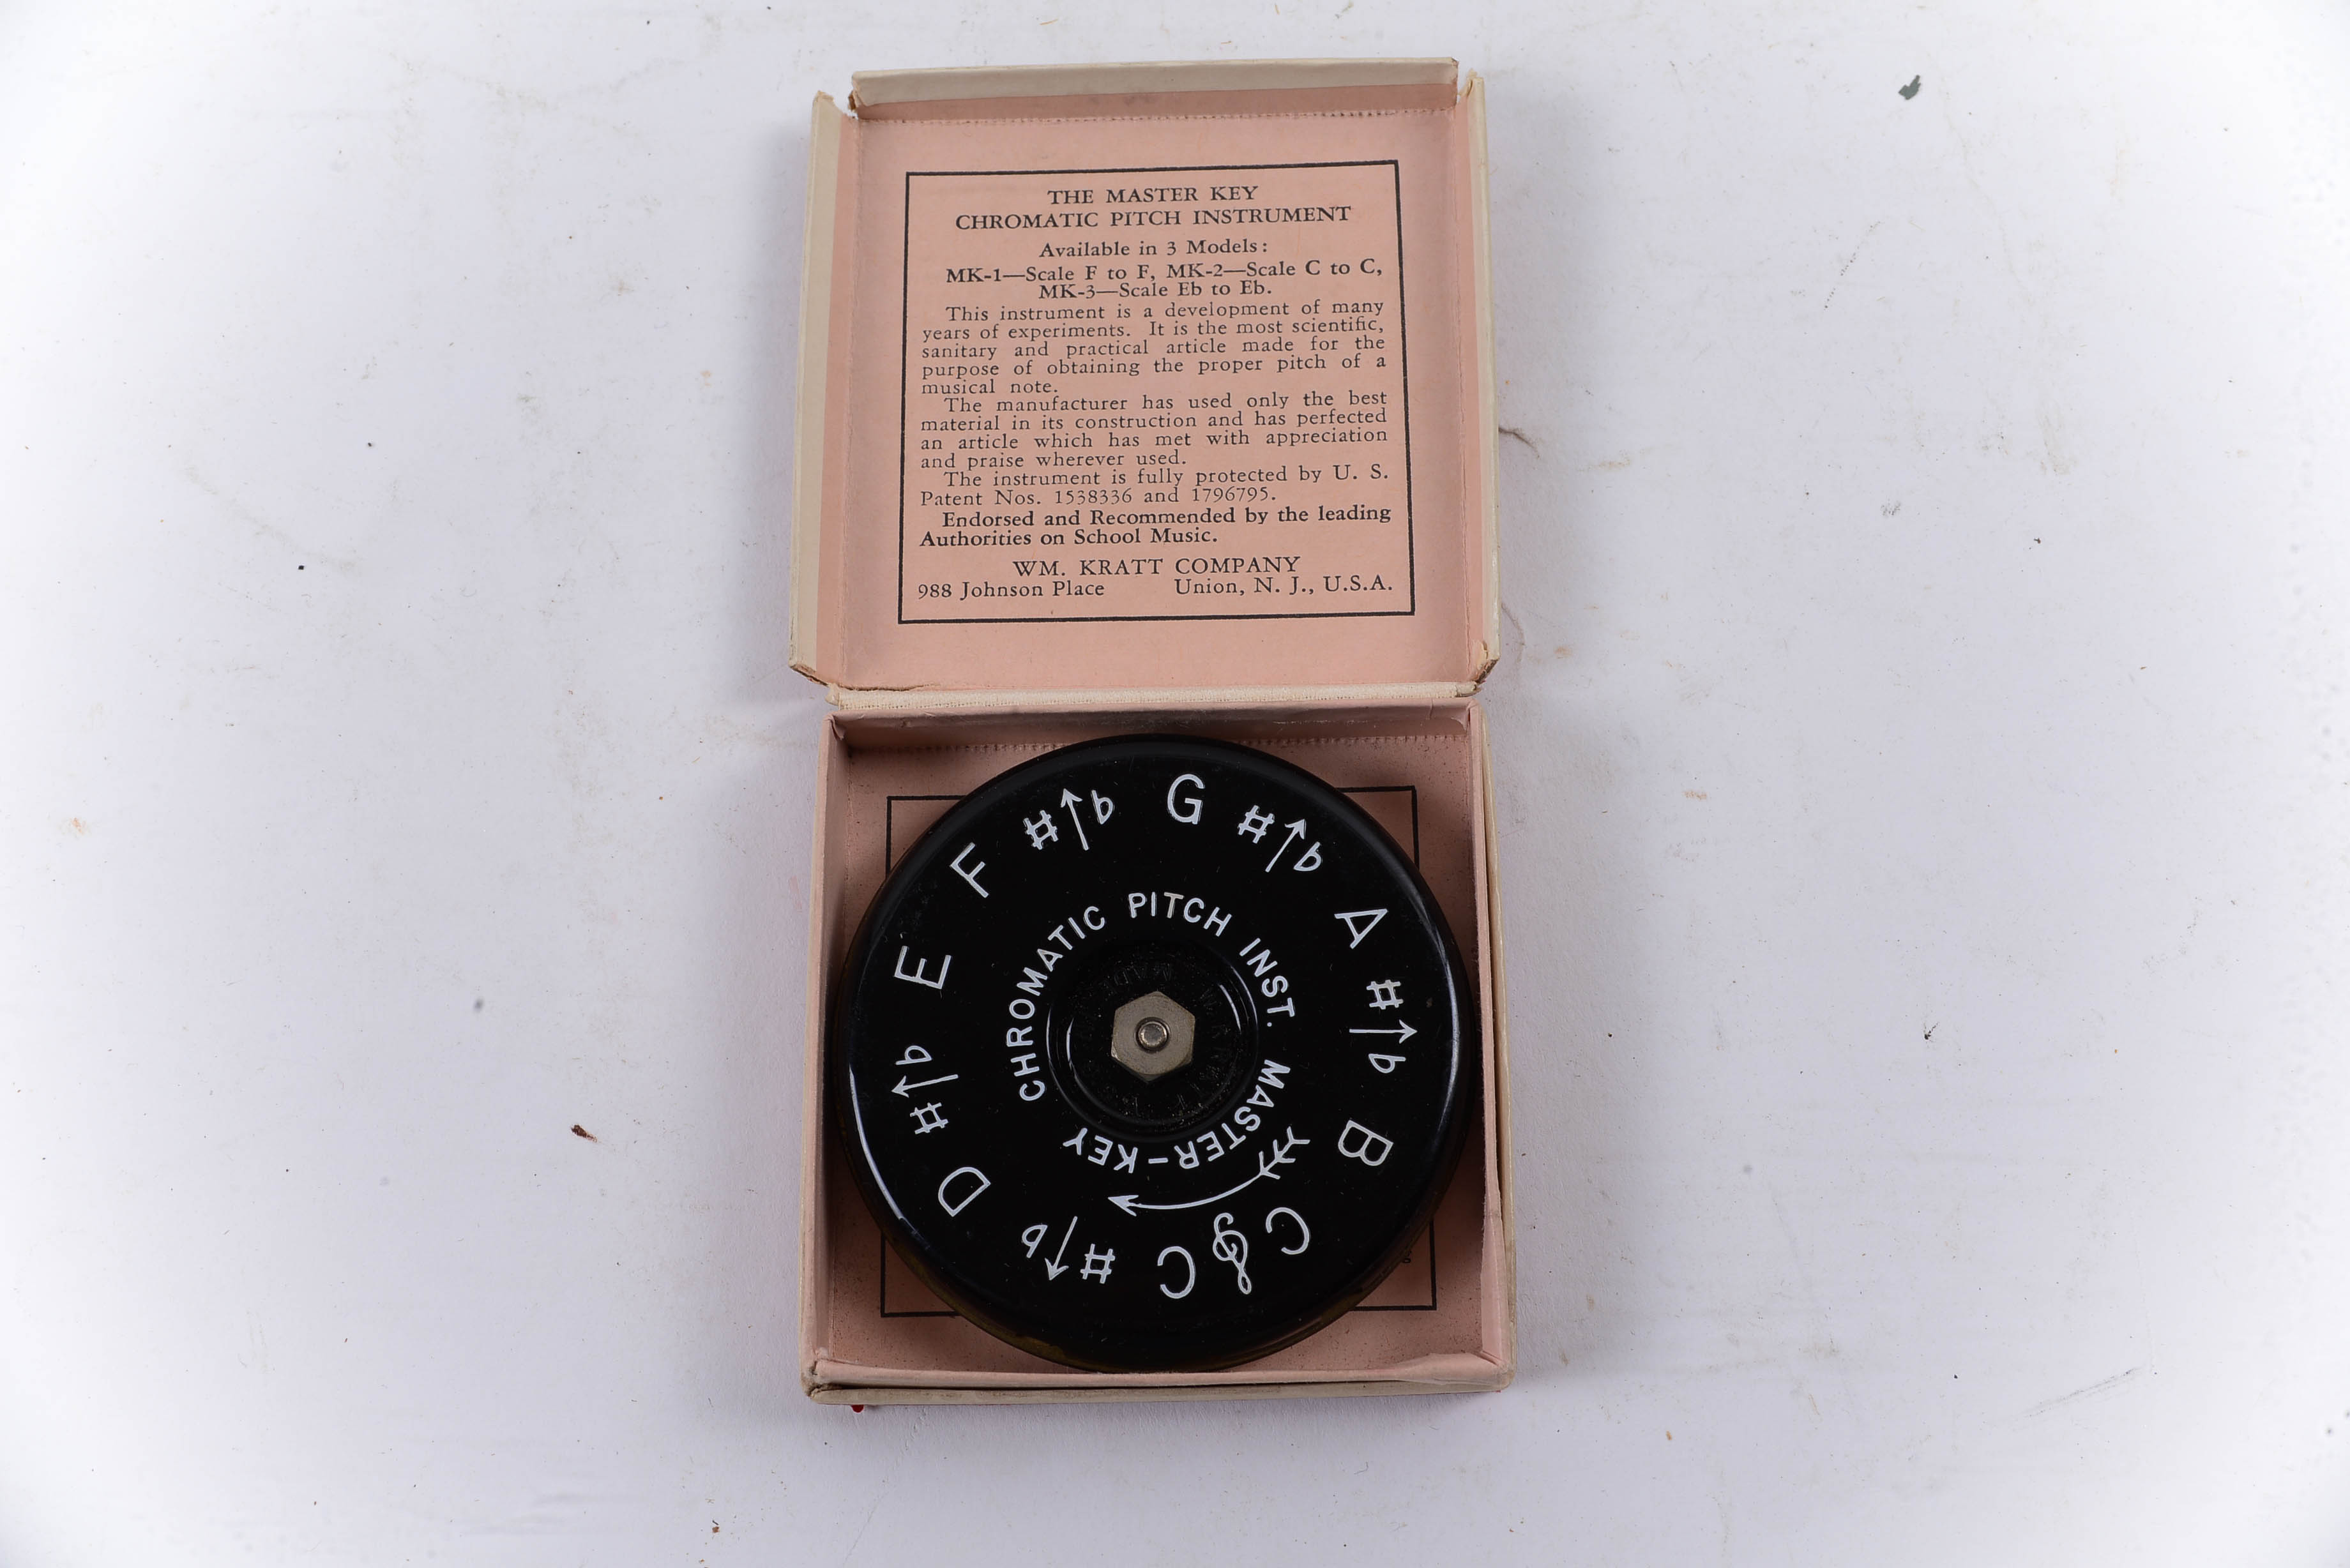 THE MASTER KEY
CHROMATIC PITCH INSTRUMENT
Available in 3 Models:
MK-1—Scale F to F, MK-2—Scale C to C,
MK-3—Scale Eb to Eb.
This instrument is a development of many
years of experiments. It is the most scientific,
sanitary and practical article made for the
purpose of obtaining the proper pitch of a
musical note.
The manufacturer has used only the best
material in its construction and has perfected
an article which has met with appreciation
and praise wherever used.
The instrument is fully protected by U. S.
Patent Nos. 1538336 and 1796795.
Endorsed and Recommended by the leading
Authorities on School Music.
WM. KRATT COMPANY
988 Johnson Place Union, N. J., U.S.A.
C #↑b D #↑b E F #↑b G #↑b A #↑b B C
CHROMATIC PITCH INST. MASTER-KEY